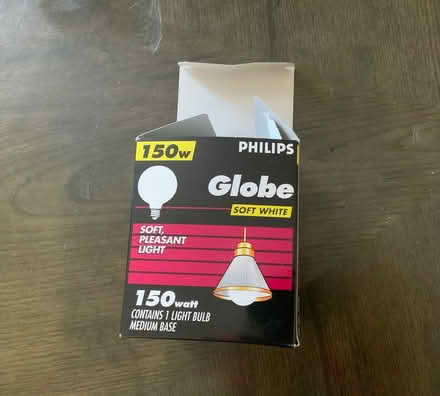 150w
PHILIPS
Globe
SOFT WHITE
SOFT,
PLEASANT
LIGHT
150watt
CONTAINS 1 LIGHT BULB
MEDIUM BASE